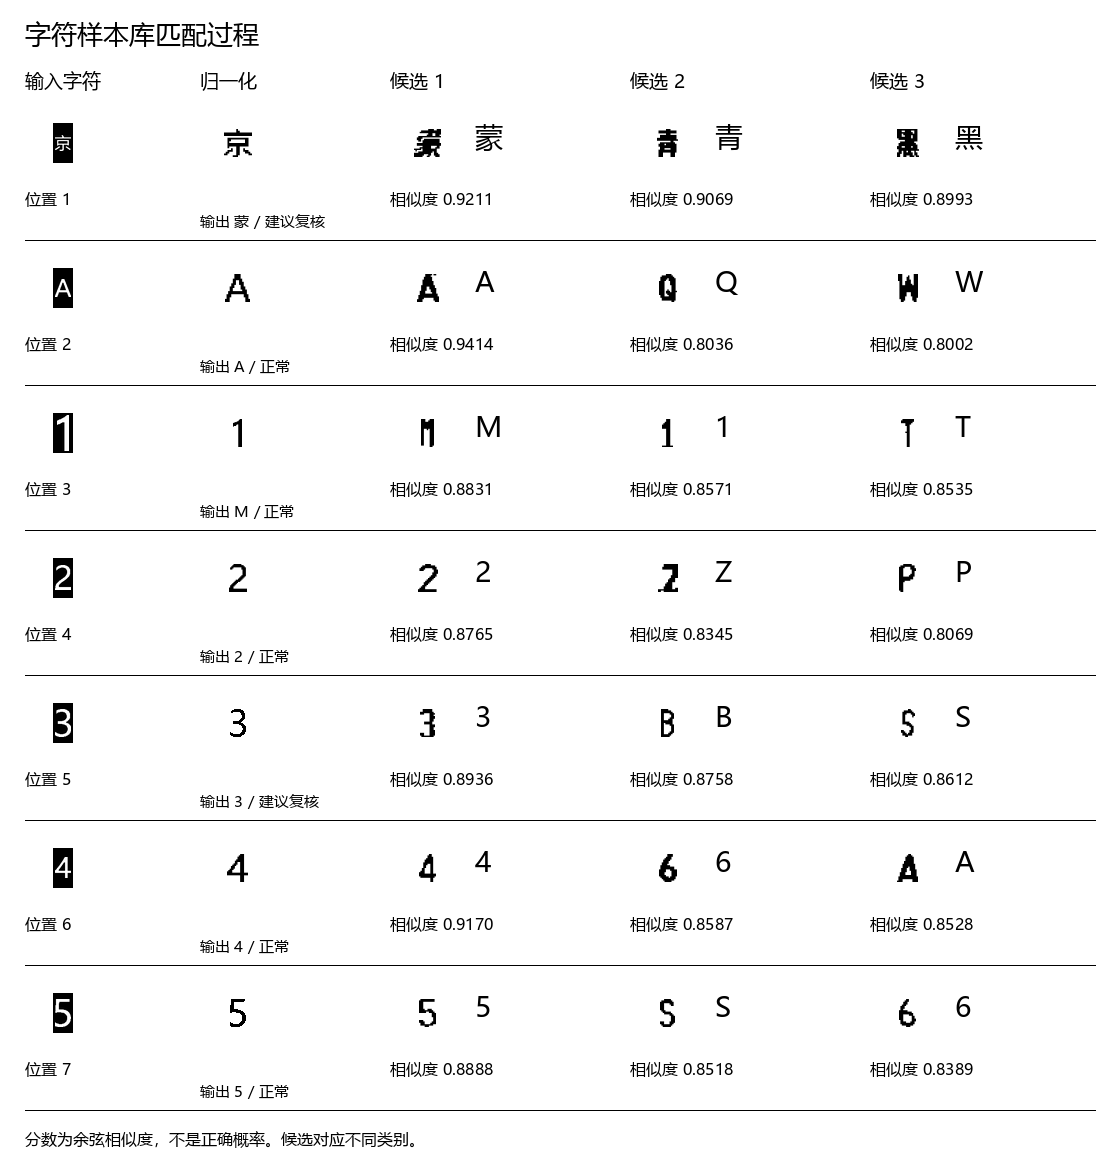 字符样本库匹配过程
输入字符 归一化 候选 1 候选 2 候选 3
京 京 蒙 蒙 青 青 黑 黑
位置 1 相似度 0.9211 相似度 0.9069 相似度 0.8993
输出 蒙 / 建议复核
A A A A Q Q W W
位置 2 相似度 0.9414 相似度 0.8036 相似度 0.8002
输出 A / 正常
1 1 M M 1 1 T T
位置 3 相似度 0.8831 相似度 0.8571 相似度 0.8535
输出 M / 正常
2 2 2 2 Z Z P P
位置 4 相似度 0.8765 相似度 0.8345 相似度 0.8069
输出 2 / 正常
3 3 3 3 B B S S
位置 5 相似度 0.8936 相似度 0.8758 相似度 0.8612
输出 3 / 建议复核
4 4 4 4 6 6 A A
位置 6 相似度 0.9170 相似度 0.8587 相似度 0.8528
输出 4 / 正常
5 5 5 5 S S 6 6
位置 7 相似度 0.8888 相似度 0.8518 相似度 0.8389
输出 5 / 正常
分数为余弦相似度，不是正确概率。候选对应不同类别。